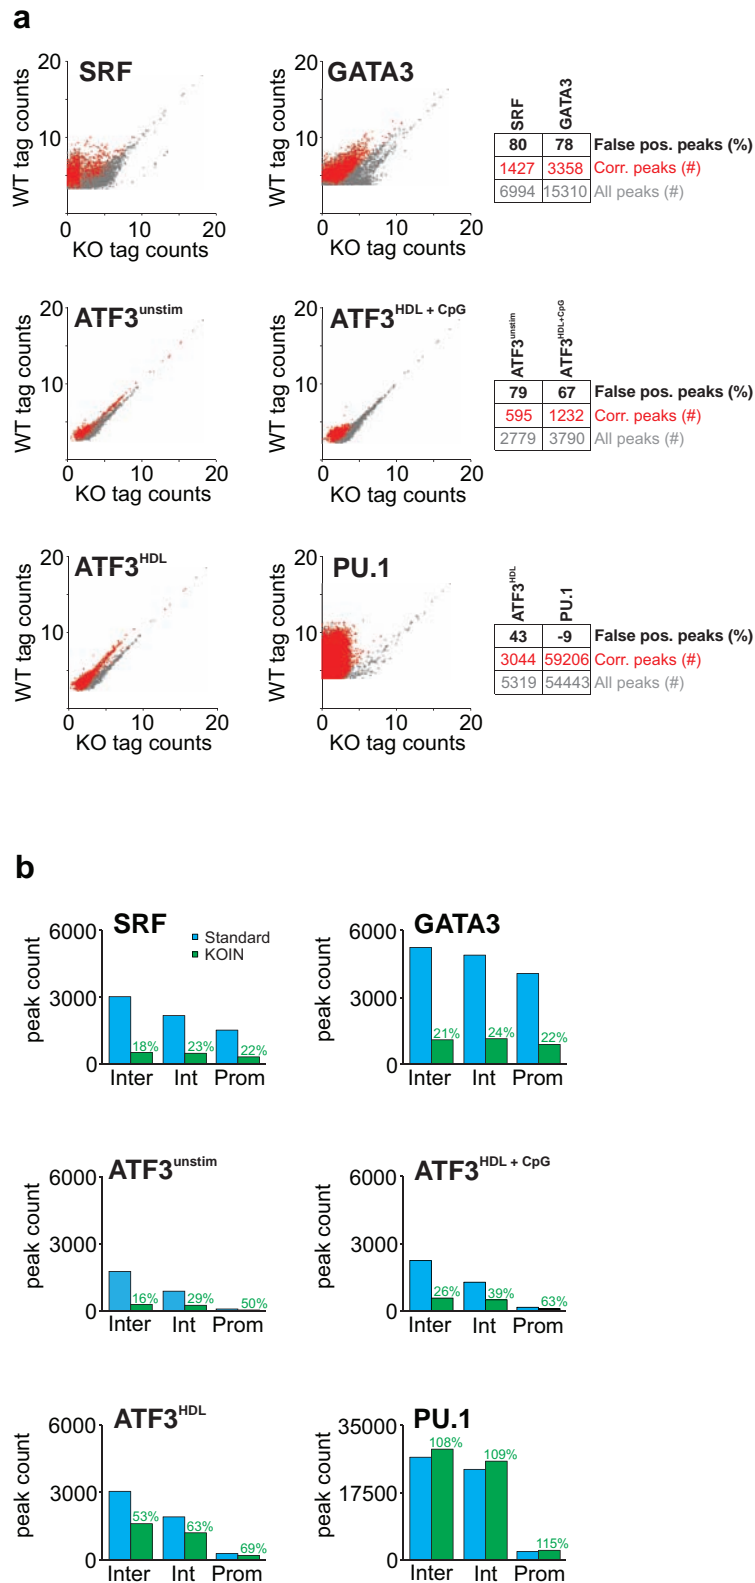 a
SRF
GATA3
20
10
0
10
20
WT tag counts
KO tag counts
20
10
0
10
20
WT tag counts
KO tag counts
SRF GATA3
80 78 False pos. peaks (%)
1427 3358 Corr. peaks (#)
6994 15310 All peaks (#)
ATF3unstim
ATF3HDL + CpG
20
10
0
10
20
WT tag counts
KO tag counts
20
10
0
10
20
WT tag counts
KO tag counts
ATF3unstim ATF3HDL+CpG
79 67 False pos. peaks (%)
595 1232 Corr. peaks (#)
2779 3790 All peaks (#)
ATF3HDL
PU.1
20
10
0
10
20
WT tag counts
KO tag counts
20
10
0
10
20
WT tag counts
KO tag counts
ATF3HDL PU.1
43 -9 False pos. peaks (%)
3044 59206 Corr. peaks (#)
5319 54443 All peaks (#)
b
SRF
Standard
KOIN
6000
3000
0
peak count
18% 23% 22%
Inter Int Prom
GATA3
6000
3000
0
peak count
21% 24% 22%
Inter Int Prom
ATF3unstim
6000
3000
0
peak count
16% 29% 50%
Inter Int Prom
ATF3HDL + CpG
6000
3000
0
peak count
26% 39% 63%
Inter Int Prom
ATF3HDL
6000
3000
0
peak count
53% 63% 69%
Inter Int Prom
PU.1
35000
17500
0
peak count
108% 109% 115%
Inter Int Prom